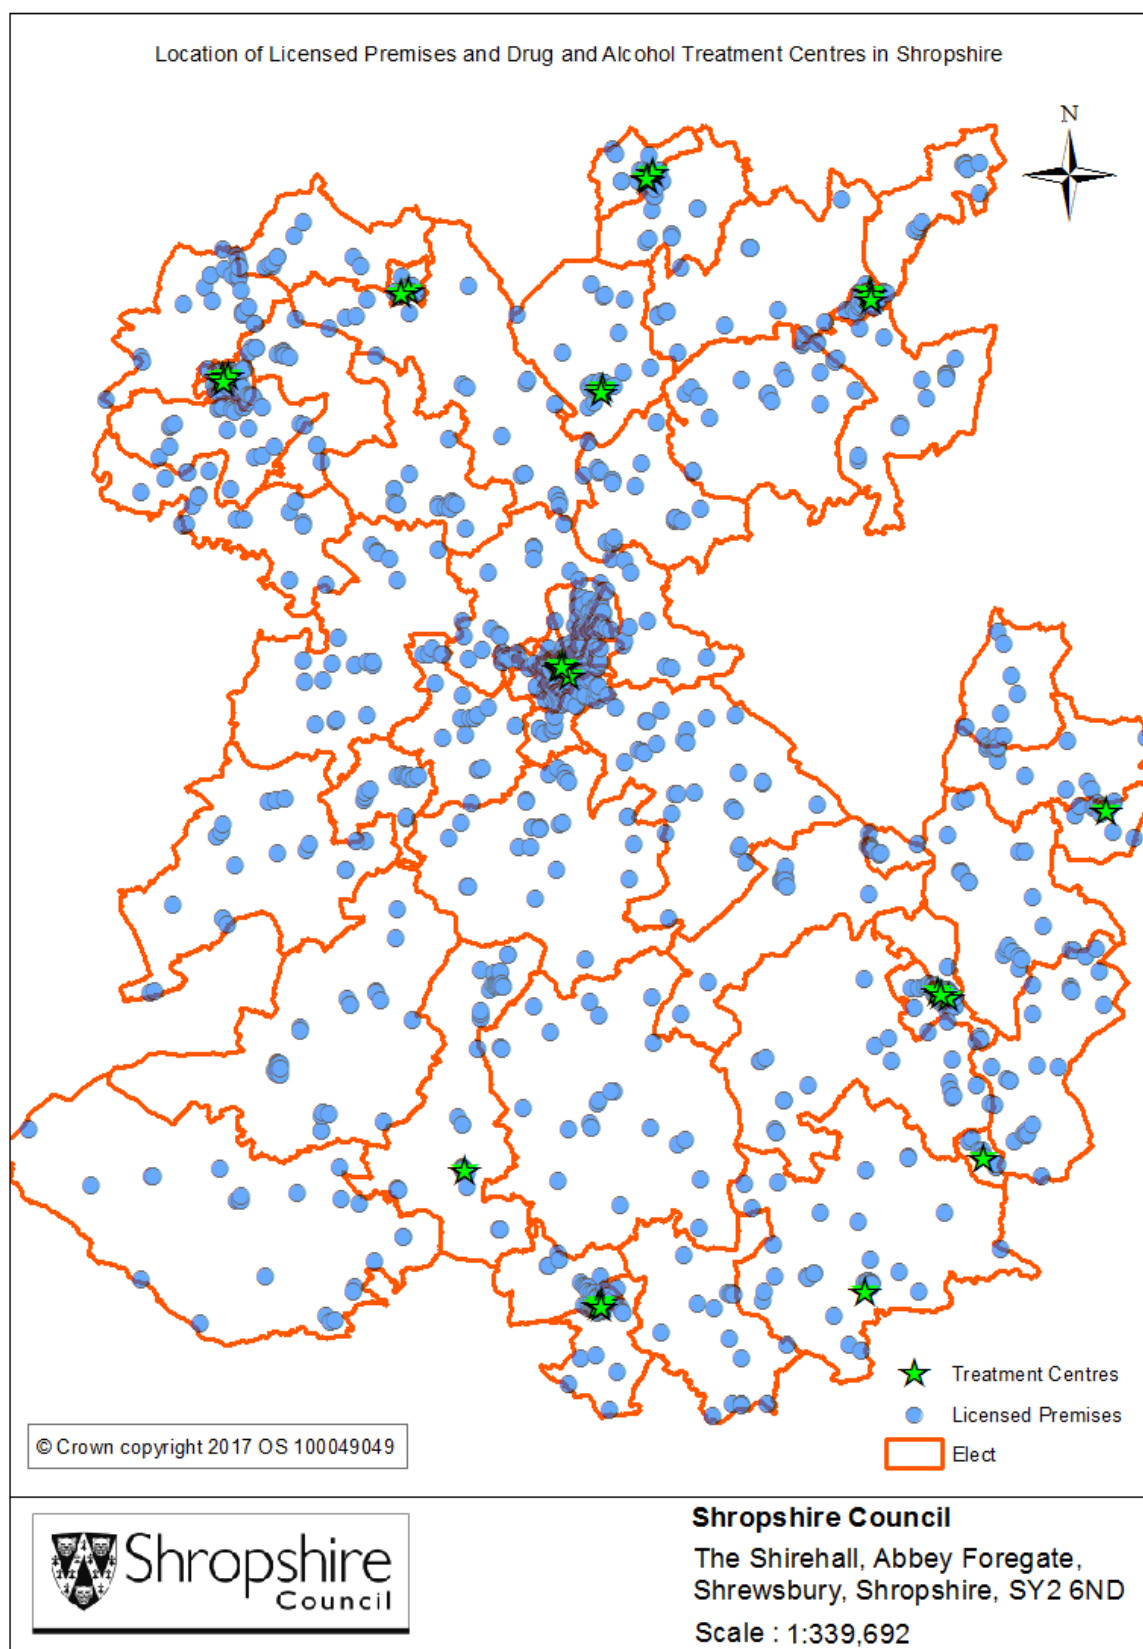 Location of Licensed Premises and Drug and Alcohol Treatment Centres in Shropshire
N
Treatment Centres
Licensed Premises
Elect
© Crown copyright 2017 OS 100049049
Shropshire
Council
Shropshire Council
The Shirehall, Abbey Foregate,
Shrewsbury, Shropshire, SY2 6ND
Scale : 1:339,692